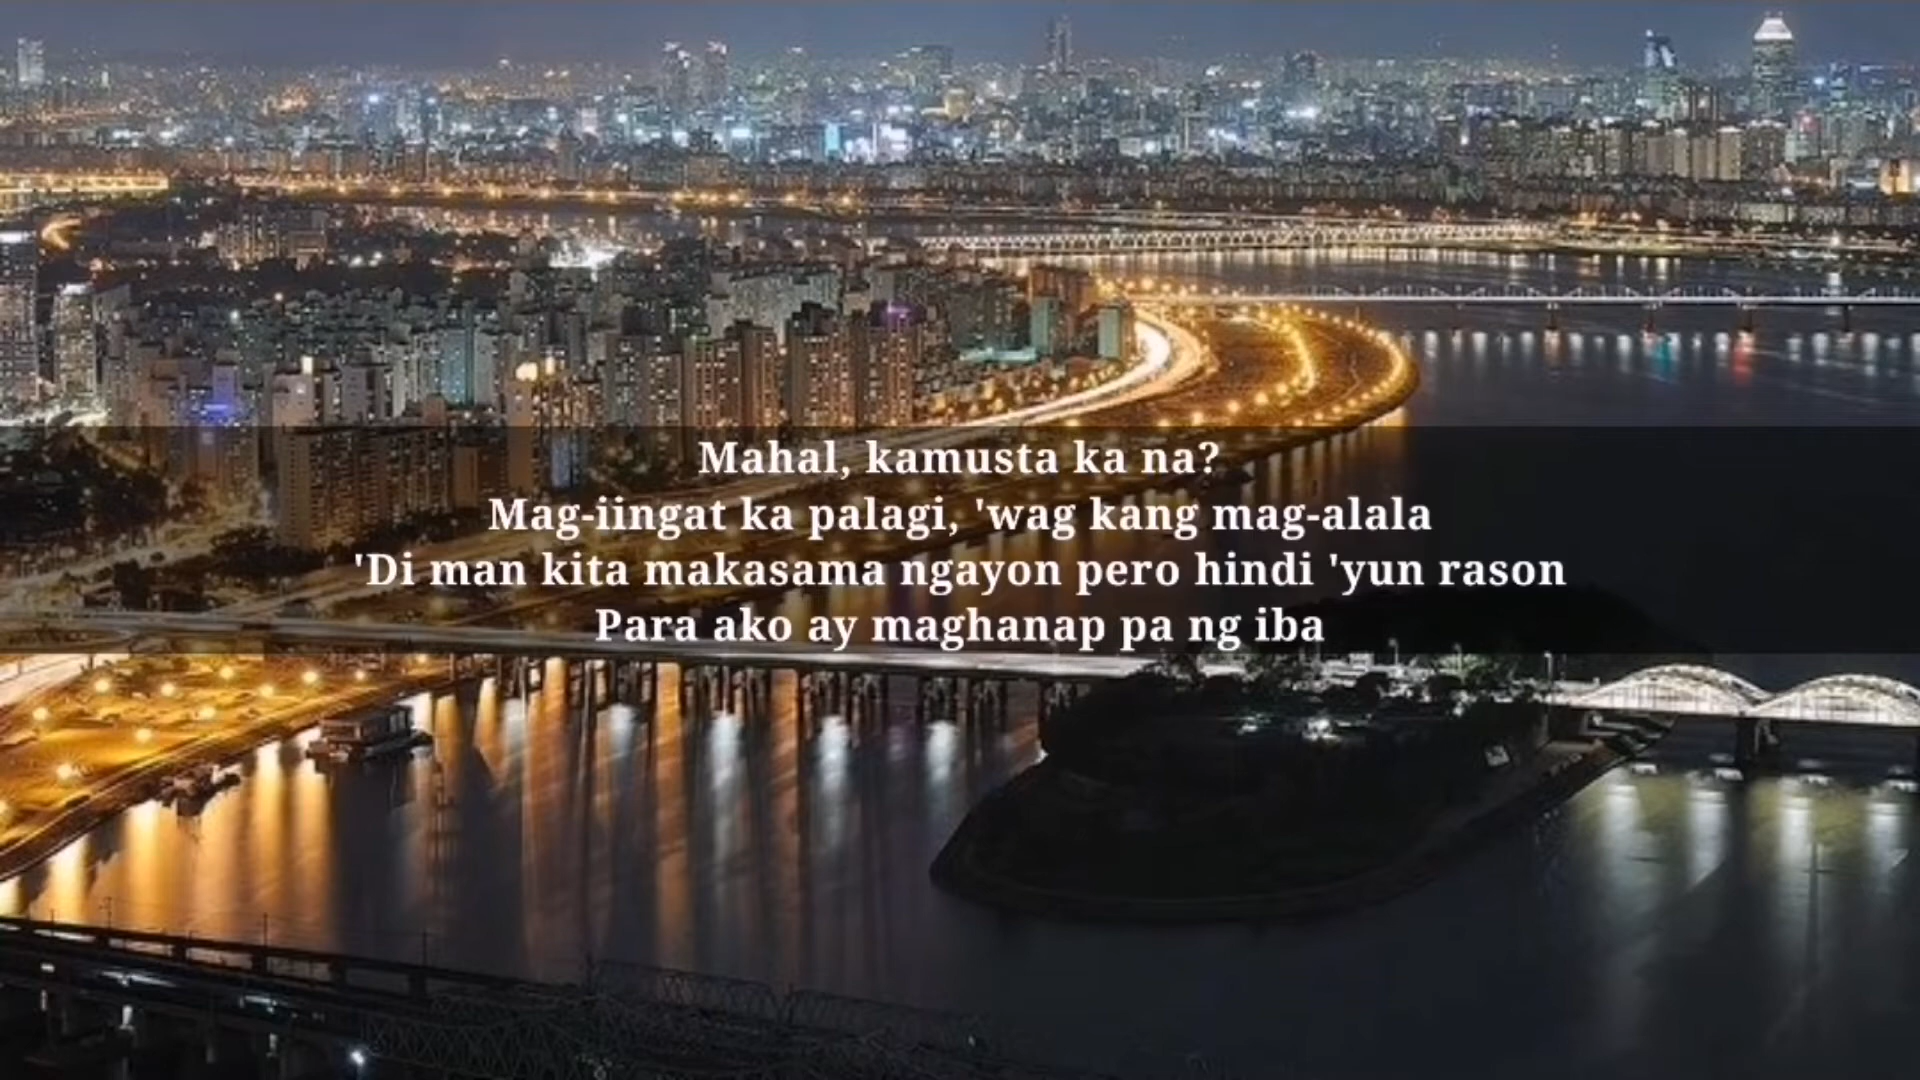 Mahal, kamusta ka na?
Mag-iingat ka palagi, 'wag kang mag-alala
'Di man kita makasama ngayon pero hindi 'yun rason
Para ako ay maghanap pa ng iba